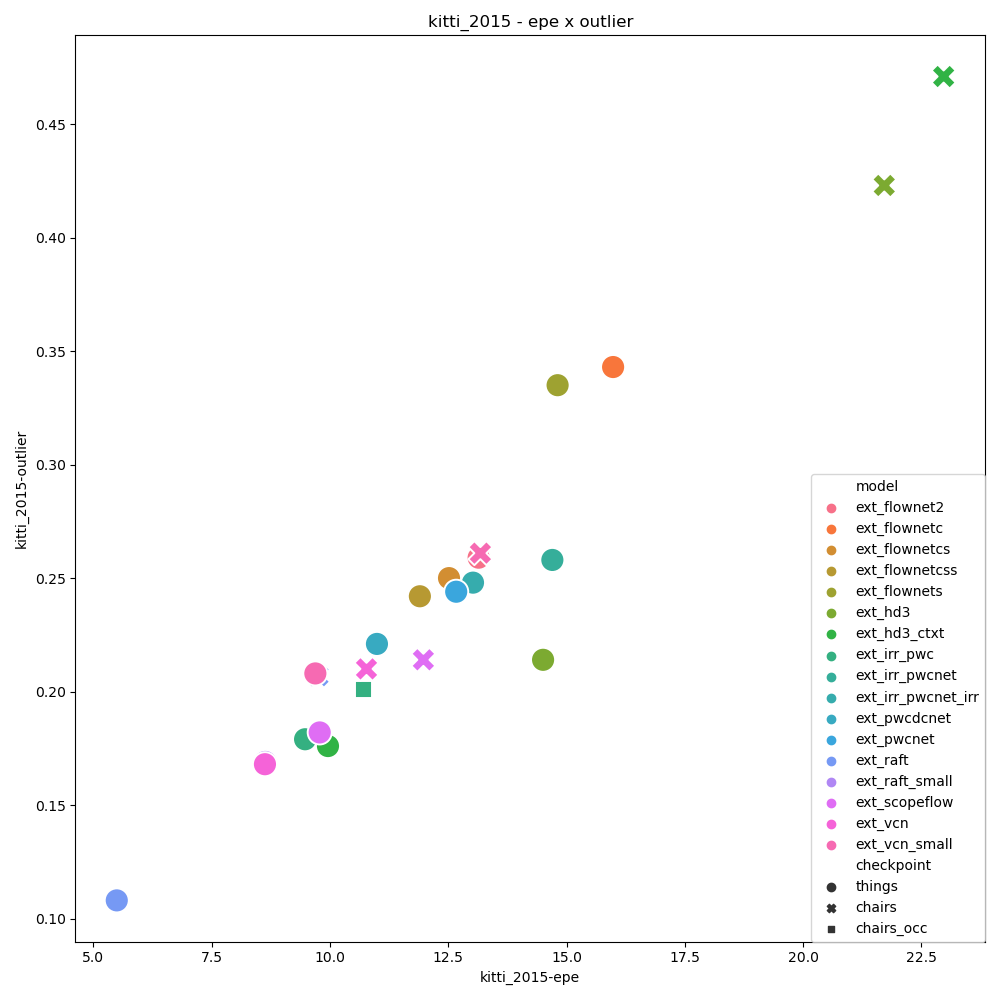 kitti_2015 - epe x outlier
kitti_2015-outlier
0.45
0.40
0.35
0.30
0.25
0.20
0.15
0.10
model
ext_flownet2
ext_flownetc
ext_flownetcs
ext_flownetcss
ext_flownets
ext_hd3
ext_hd3_ctxt
ext_irr_pwc
ext_irr_pwcnet
ext_irr_pwcnet_irr
ext_pwcdcnet
ext_pwcnet
ext_raft
ext_raft_small
ext_scopeflow
ext_vcn
ext_vcn_small
checkpoint
things
chairs
chairs_occ
5.0 7.5 10.0 12.5 15.0 17.5 20.0 22.5
kitti_2015-epe